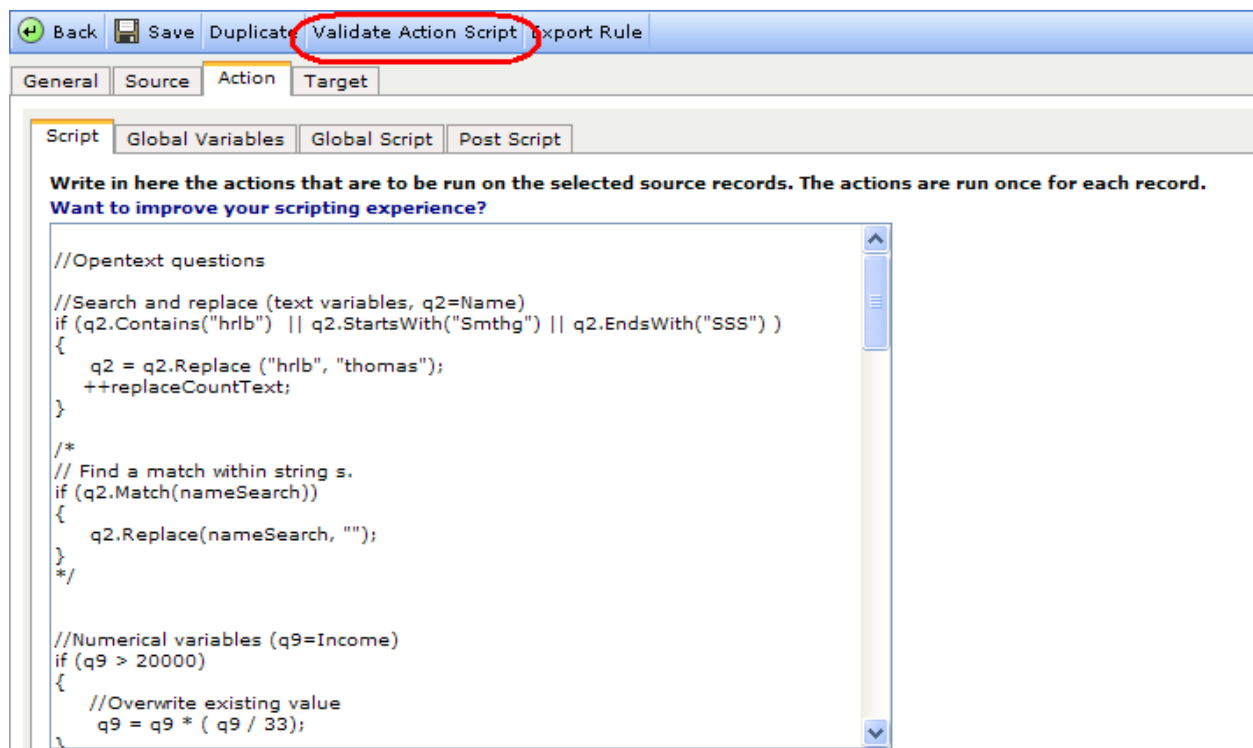 Back Save Duplicate Validate Action Script Export Rule
General Source Action Target
Script Global Variables Global Script Post Script
Write in here the actions that are to be run on the selected source records. The actions are run once for each record.
Want to improve your scripting experience?
//Opentext questions
//Search and replace (text variables, q2=Name)
if (q2.Contains("hrlb")  || q2.StartsWith("Smthg") || q2.EndsWith("SSS") )
{
q2 = q2.Replace ("hrlb", "thomas");
++replaceCountText;
}
/*
// Find a match within string s.
if (q2.Match(nameSearch))
{
q2.Replace(nameSearch, "");
}
*/
//Numerical variables (q9=Income)
if (q9 > 20000)
{
//Overwrite existing value
q9 = q9 * ( q9 / 33);
}